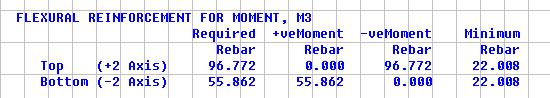 FLEXURAL REINFORCEMENT FOR MOMENT, M3
Required +veMoment -veMoment Minimum
Rebar Rebar Rebar Rebar
Top (+2 Axis) 96.772 0.000 96.772 22.008
Bottom (-2 Axis) 55.862 55.862 0.000 22.008